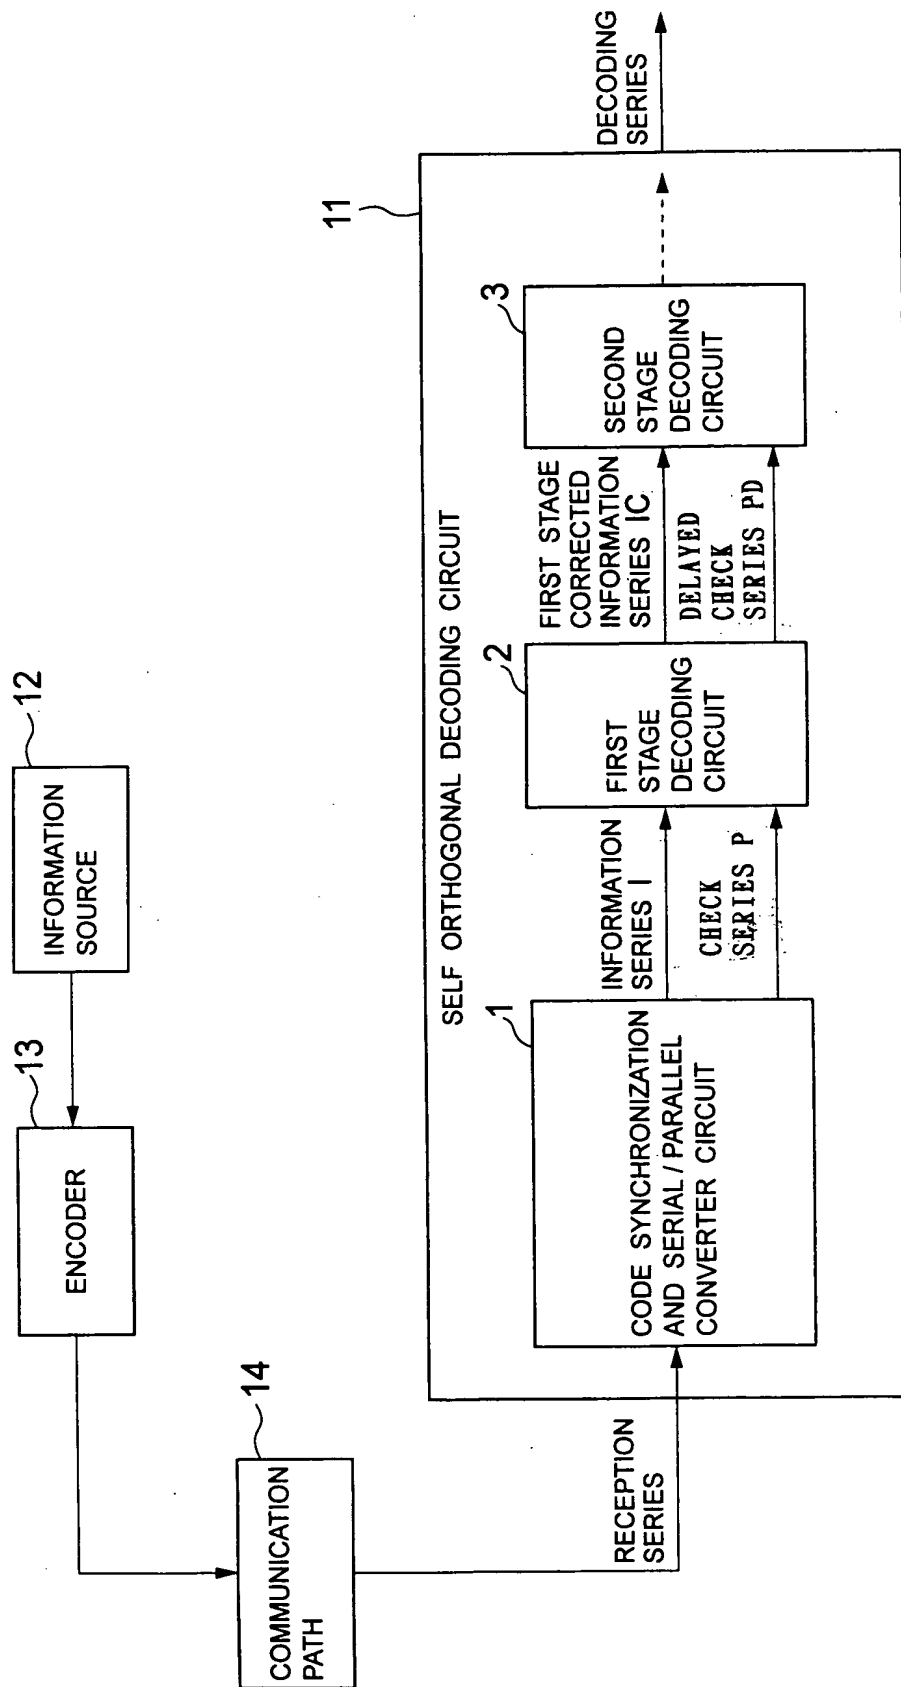 12
INFORMATION
SOURCE
13
ENCODER
14
COMMUNICATION
PATH
RECEPTION
SERIES
11
SELF ORTHOGONAL DECODING CIRCUIT
1
CODE SYNCHRONIZATION
AND SERIAL/PARALLEL
CONVERTER CIRCUIT
INFORMATION
SERIES I
CHECK
SERIES P
2
FIRST
STAGE
DECODING
CIRCUIT
FIRST STAGE
CORRECTED
INFORMATION
SERIES IC
DELAYED
CHECK
SERIES PD
3
SECOND
STAGE
DECODING
CIRCUIT
DECODING
SERIES